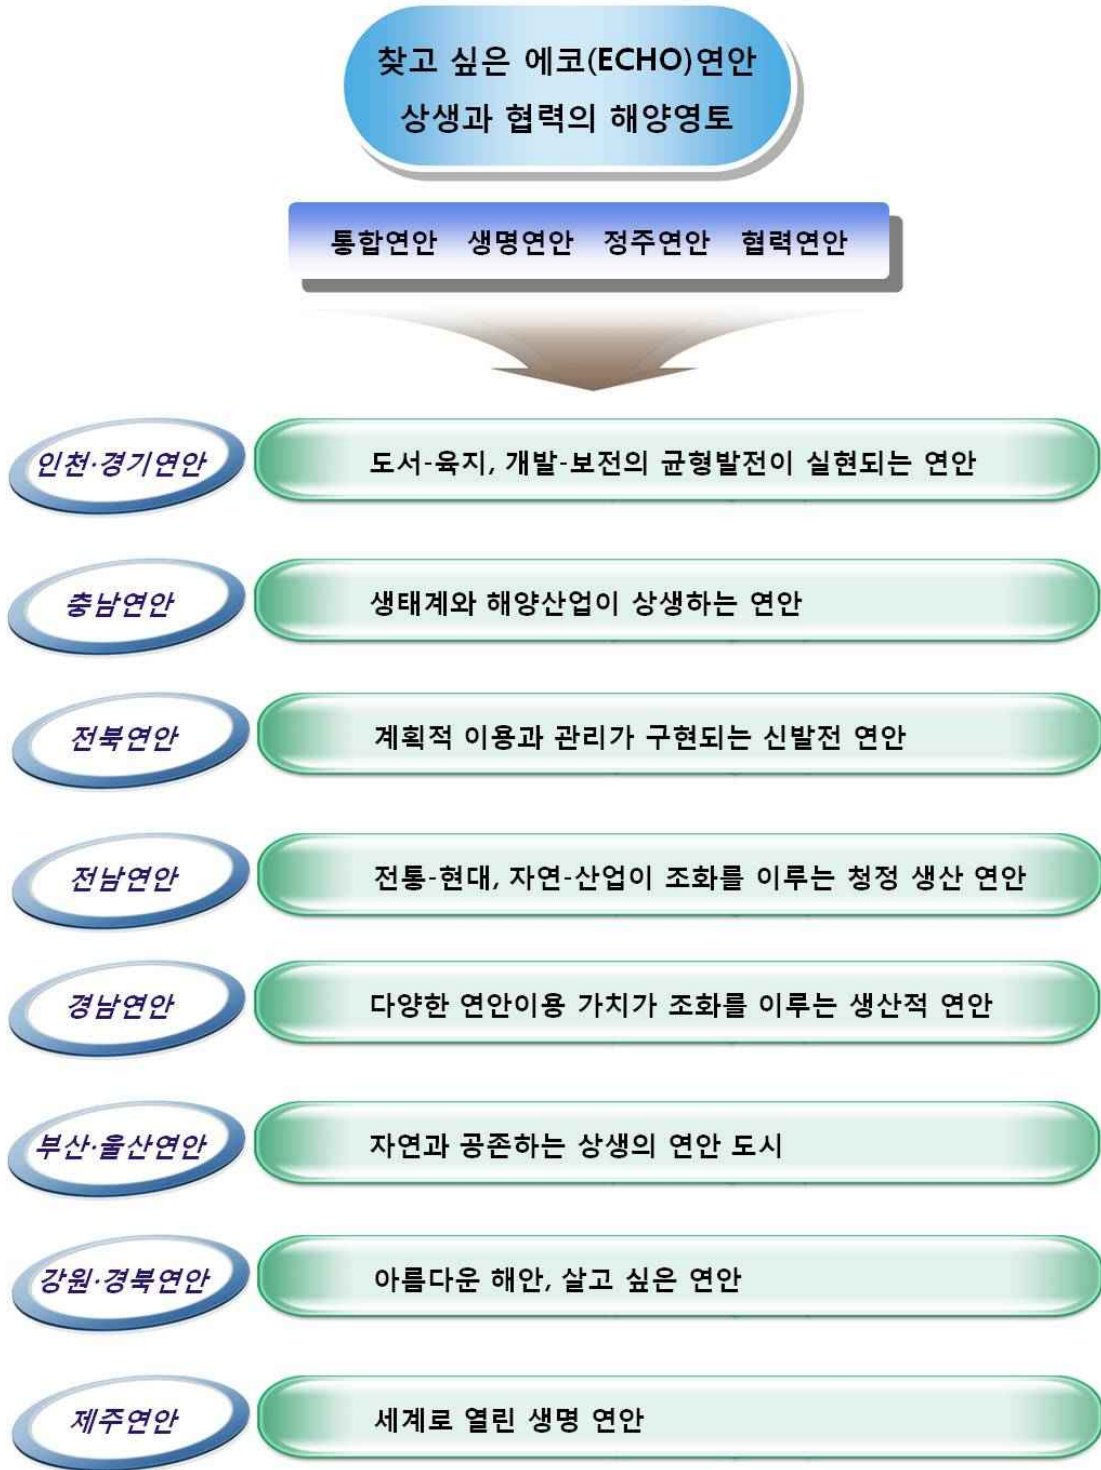 찾고 싶은 에코(ECHO)연안
상생과 협력의 해양영토
통합연안 생명연안 정주연안 협력연안
인천·경기연안
도서-육지, 개발-보전의 균형발전이 실현되는 연안
충남연안
생태계와 해양산업이 상생하는 연안
전북연안
계획적 이용과 관리가 구현되는 신발전 연안
전남연안
전통-현대, 자연-산업이 조화를 이루는 청정 생산 연안
경남연안
다양한 연안이용 가치가 조화를 이루는 생산적 연안
부산·울산연안
자연과 공존하는 상생의 연안 도시
강원·경북연안
아름다운 해안, 살고 싶은 연안
제주연안
세계로 열린 생명 연안